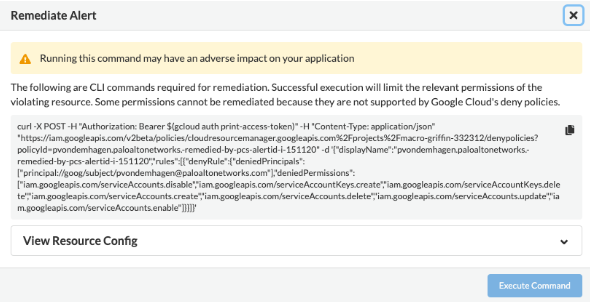 Remediate Alert
Running this command may have an adverse impact on your application
The following are CLI commands required for remediation. Successful execution will limit the relevant permissions of the
violating resource. Some permissions cannot be remediated because they are not supported by Google Cloud's deny policies.
curl -X POST -H "Authorization: Bearer $(gcloud auth print-access-token)" -H "Content-Type: application/json"
"https://iam.googleapis.com/v2beta/policies/cloudresourcemanager.googleapis.com%2Fprojects%2Fmacro-griffin-332312/denypolicies?
policyId=pvondemhagen.paloaltonetworks.-remedied-by-pcs-alertid-i-151120" -d '{"displayName":"pvondemhagen.paloaltonetworks.-
remedied-by-pcs-alertid-i-151120","rules":[{"denyRule":{"deniedPrincipals":
["principal://goog/subject/pvondemhagen@paloaltonetworks.com"],"deniedPermissions":
["iam.googleapis.com/serviceAccounts.disable","iam.googleapis.com/serviceAccountKeys.create","iam.googleapis.com/serviceAccountKeys.dele
te","iam.googleapis.com/serviceAccounts.create","iam.googleapis.com/serviceAccounts.delete","iam.googleapis.com/serviceAccounts.update","ia
m.googleapis.com/serviceAccounts.enable"]}}]}'
View Resource Config
Execute Command